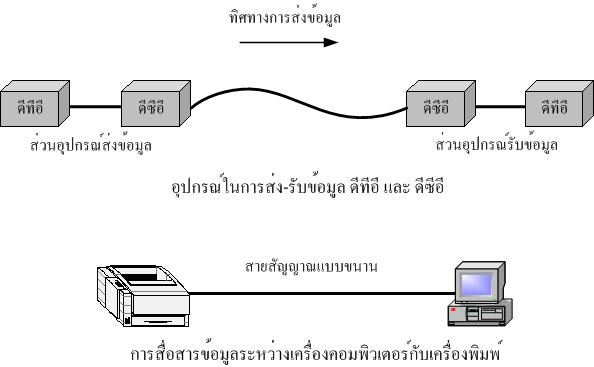 ทิศทางการส่งข้อมูล
ดีทีอี ดีซีอี ดีซีอี ดีทีอี
ส่วนอุปกรณ์ส่งข้อมูล ส่วนอุปกรณ์รับข้อมูล
อุปกรณ์ในการส่ง-รับข้อมูล ดีทีอี และ ดีซีอี
สายสัญญาณแบบขนาน
การสื่อสารข้อมูลระหว่างเครื่องคอมพิวเตอร์กับเครื่องพิมพ์